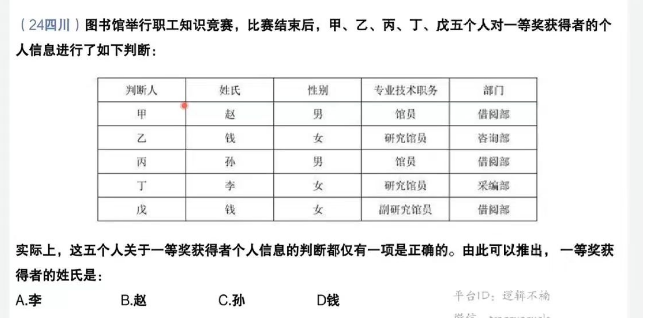 （24四川）图书馆举行职工知识竞赛，比赛结束后，甲、乙、丙、丁、戊五个人对一等奖获得者的个
人信息进行了如下判断：
判断人 姓氏 性别 专业技术职务 部门
甲 赵 男 馆员 借阅部
乙 钱 女 研究馆员 咨询部
丙 孙 男 馆员 借阅部
丁 李 女 研究馆员 采编部
戊 钱 女 副研究馆员 借阅部
实际上，这五个人关于一等奖获得者个人信息的判断都仅有一项是正确的。由此可以推出，一等奖获
得者的姓氏是：
A.李 B.赵 C.孙 D钱
平台ID：逻辑不楠